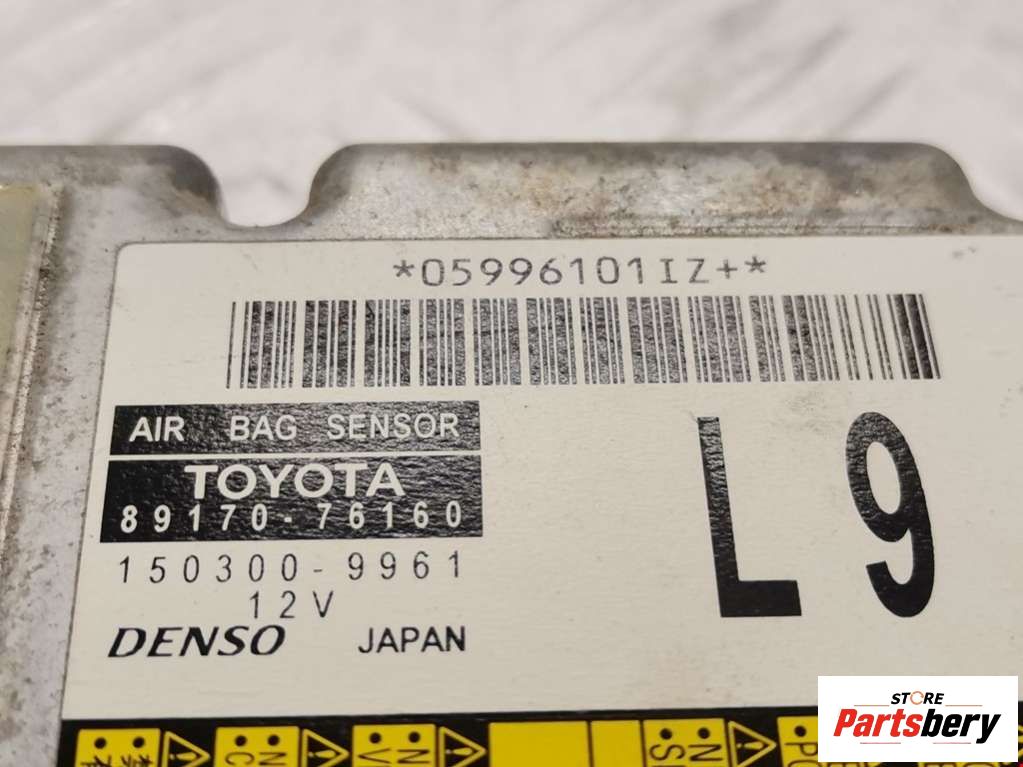 *05996101IZ+*
AIR BAG SENSOR
TOYOTA
89170-76160
150300-9961
12V
DENSO JAPAN
L9
STORE
Partsbery